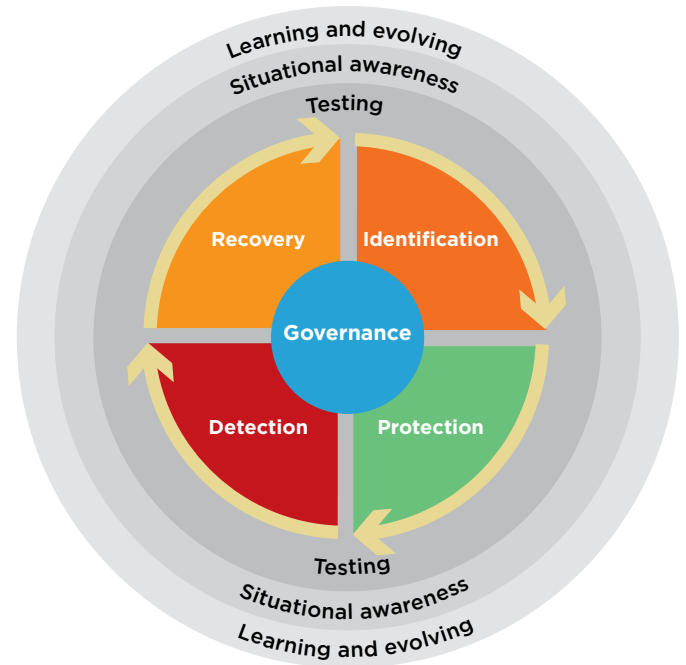 Learning and evolving
Situational awareness
Testing
Recovery
Identification
Governance
Detection
Protection
Testing
Situational awareness
Learning and evolving